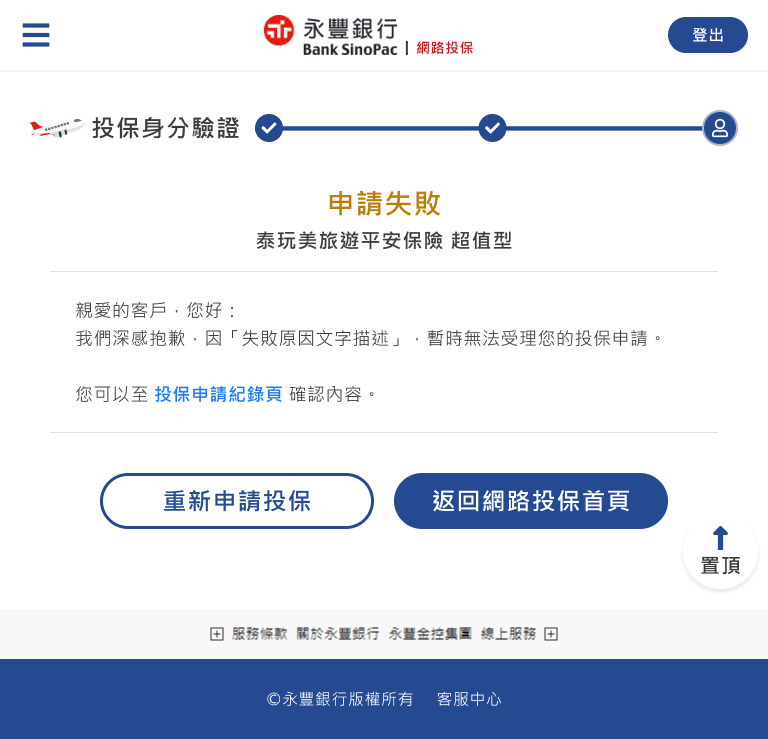 永豐銀行
Bank SinoPac | 網路投保
登出
投保身分驗證
申請失敗
泰玩美旅遊平安保險 超值型
親愛的客戶，您好：
我們深感抱歉，因「失敗原因文字描述」，暫時無法受理您的投保申請。
您可以至 投保申請紀錄頁 確認內容。
重新申請投保 返回網路投保首頁
置頂
服務條款 關於永豐銀行 永豐金控集團 線上服務
©永豐銀行版權所有 客服中心